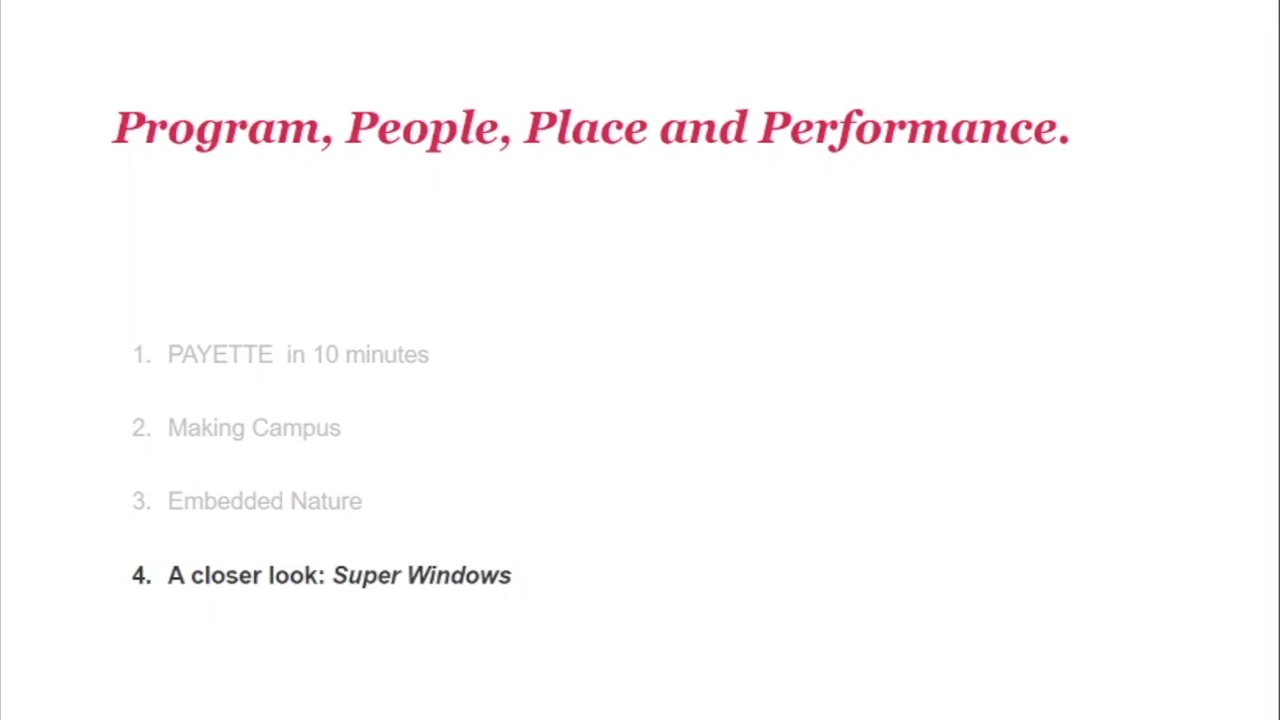 Program, People, Place and Performance.
1. PAYETTE in 10 minutes
2. Making Campus
3. Embedded Nature
4. A closer look: Super Windows